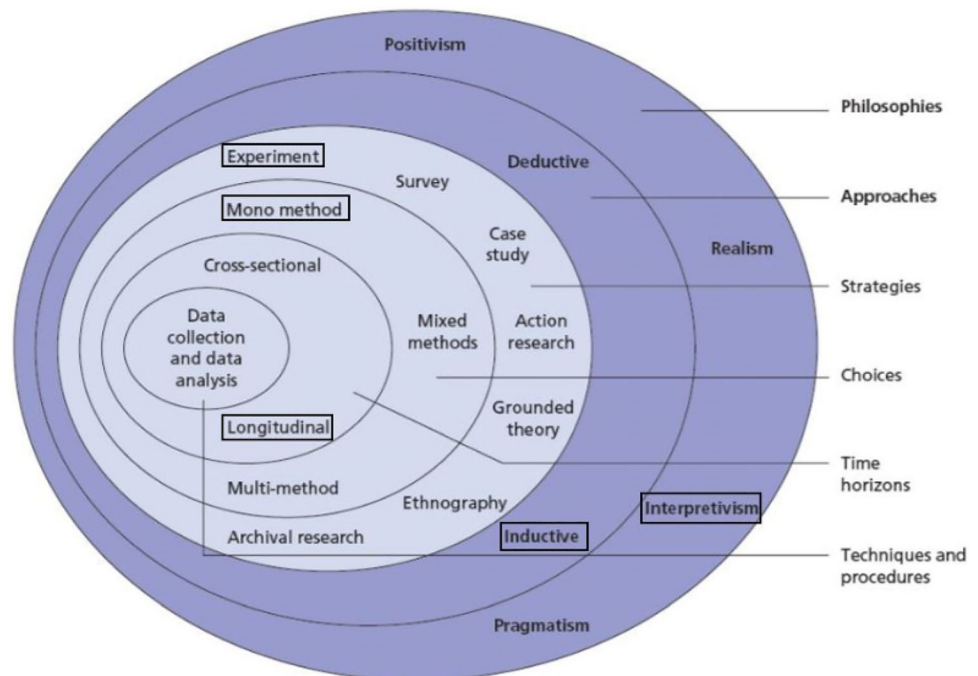 Positivism
Philosophies
Experiment
Deductive
Survey
Approaches
Mono method
Case
study
Realism
Cross-sectional
Strategies
Data
collection
and data
analysis
Mixed
methods
Action
research
Choices
Grounded
theory
Longitudinal
Time
horizons
Multi-method
Ethnography
Interpretivism
Archival research
Inductive
Techniques and
procedures
Pragmatism